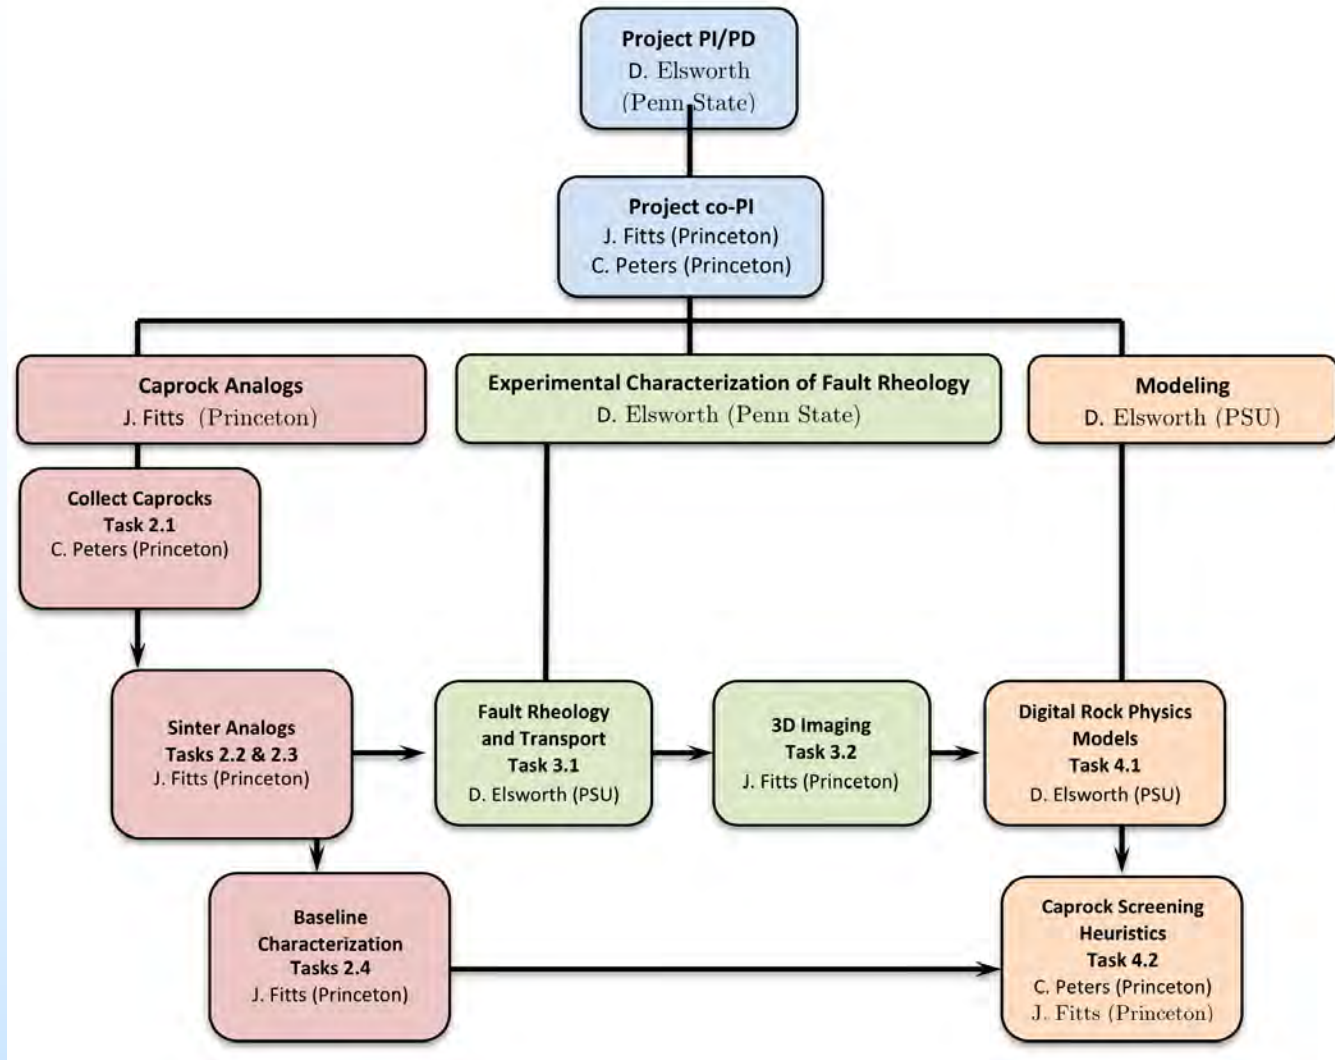 Project PI/PD
D. Elsworth
(Penn State)
Project co-PI
J. Fitts (Princeton)
C. Peters (Princeton)
Caprock Analogs
J. Fitts (Princeton)
Experimental Characterization of Fault Rheology
D. Elsworth (Penn State)
Modeling
D. Elsworth (PSU)
Collect Caprocks
Task 2.1
C. Peters (Princeton)
Sinter Analogs
Tasks 2.2 & 2.3
J. Fitts (Princeton)
Fault Rheology
and Transport
Task 3.1
D. Elsworth (PSU)
3D Imaging
Task 3.2
J. Fitts (Princeton)
Digital Rock Physics
Models
Task 4.1
D. Elsworth (PSU)
Baseline
Characterization
Tasks 2.4
J. Fitts (Princeton)
Caprock Screening
Heuristics
Task 4.2
C. Peters (Princeton)
J. Fitts (Princeton)